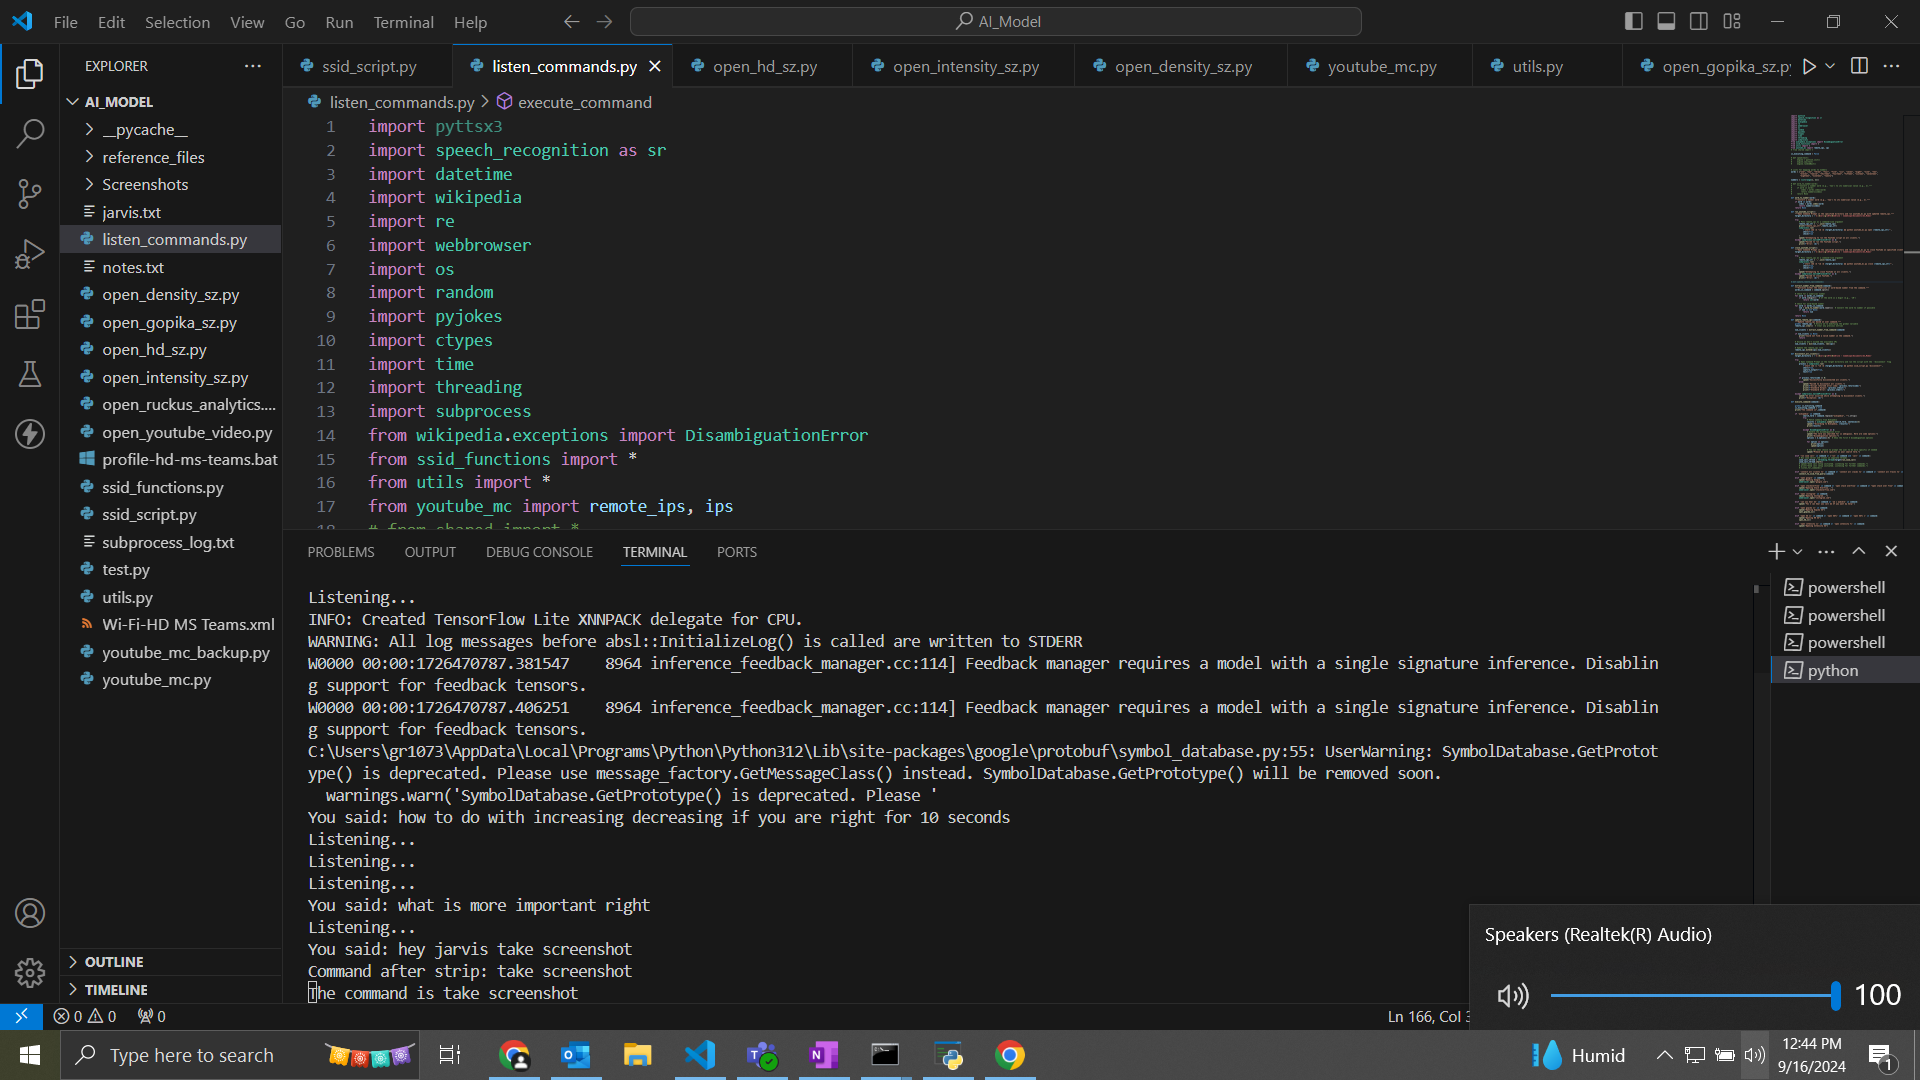 File Edit Selection View Go Run Terminal Help
AI_Model
EXPLORER
AI_MODEL
__pycache__
reference_files
Screenshots
jarvis.txt
listen_commands.py
notes.txt
open_density_sz.py
open_gopika_sz.py
open_hd_sz.py
open_intensity_sz.py
open_ruckus_analytics....
open_youtube_video.py
profile-hd-ms-teams.bat
ssid_functions.py
ssid_script.py
subprocess_log.txt
test.py
utils.py
Wi-Fi-HD MS Teams.xml
youtube_mc_backup.py
youtube_mc.py
OUTLINE
TIMELINE
ssid_script.py listen_commands.py open_hd_sz.py open_intensity_sz.py open_density_sz.py youtube_mc.py utils.py open_gopika_sz.py
listen_commands.py > execute_command
1 import pyttsx3
2 import speech_recognition as sr
3 import datetime
4 import wikipedia
5 import re
6 import webbrowser
7 import os
8 import random
9 import pyjokes
10 import ctypes
11 import time
12 import threading
13 import subprocess
14 from wikipedia.exceptions import DisambiguationError
15 from ssid_functions import *
16 from utils import *
17 from youtube_mc import remote_ips, ips
18 # from shared import *
PROBLEMS OUTPUT DEBUG CONSOLE TERMINAL PORTS
Listening...
INFO: Created TensorFlow Lite XNNPACK delegate for CPU.
WARNING: All log messages before absl::InitializeLog() is called are written to STDERR
W0000 00:00:1726470787.381547    8964 inference_feedback_manager.cc:114] Feedback manager requires a model with a single signature inference. Disablin
g support for feedback tensors.
W0000 00:00:1726470787.406251    8964 inference_feedback_manager.cc:114] Feedback manager requires a model with a single signature inference. Disablin
g support for feedback tensors.
C:\Users\gr1073\AppData\Local\Programs\Python\Python312\Lib\site-packages\google\protobuf\symbol_database.py:55: UserWarning: SymbolDatabase.GetPrototot
ype() is deprecated. Please use message_factory.GetMessageClass() instead. SymbolDatabase.GetPrototype() will be removed soon.
warnings.warn('SymbolDatabase.GetPrototype() is deprecated. Please '
You said: how to do with increasing decreasing if you are right for 10 seconds
Listening...
Listening...
Listening...
You said: what is more important right
Listening...
You said: hey jarvis take screenshot
Command after strip: take screenshot
The command is take screenshot
powershell
powershell
powershell
python
Speakers (Realtek(R) Audio)
100
0 0 0
Ln 166, Col
Type here to search
Humid
12:44 PM
9/16/2024
1